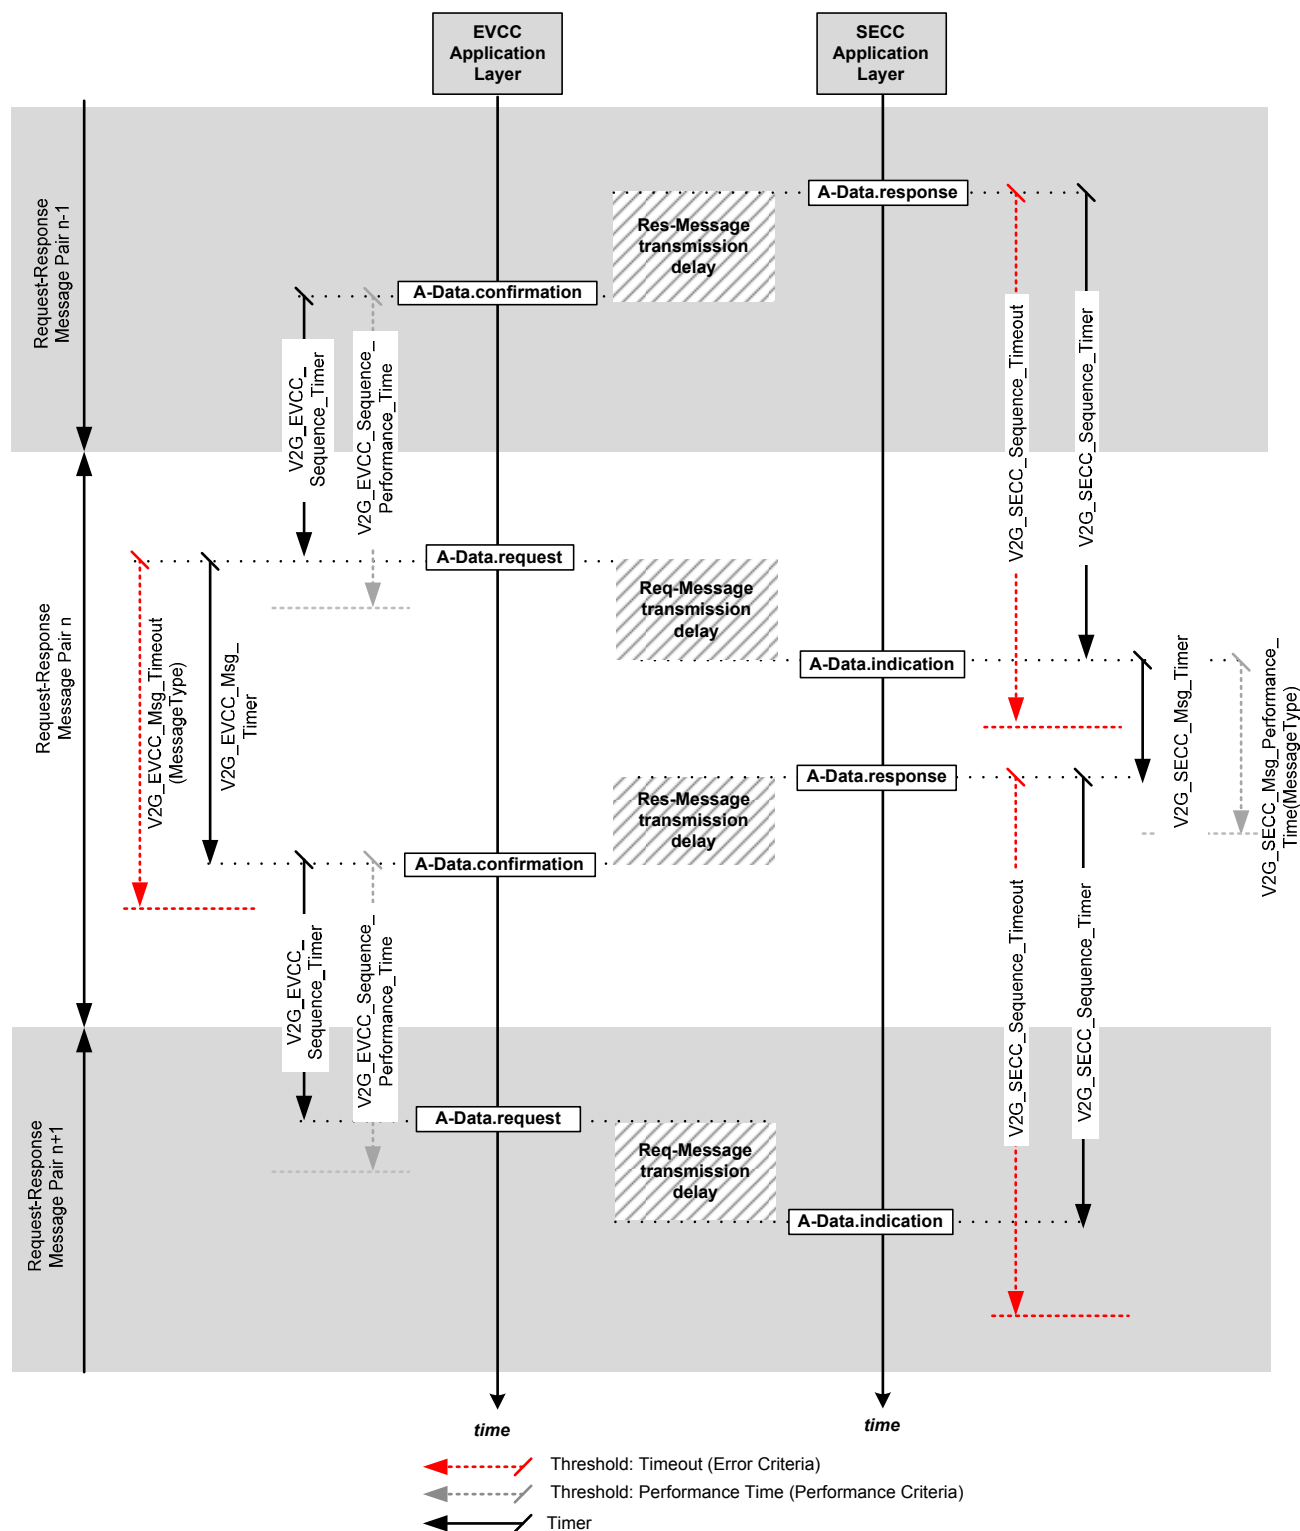 EVCC
Application
Layer
SECC
Application
Layer
Request-Response
Message Pair n-1
A-Data.response
Res-Message
transmission
delay
A-Data.confirmation
V2G_EVCC_
Sequence_Timer
V2G_EVCC_Sequence_
Performance_Time
V2G_SECC_Sequence_Timeout
V2G_SECC_Sequence_Timer
Request-Response
Message Pair n
A-Data.request
Req-Message
transmission
delay
A-Data.indication
V2G_EVCC_Msg_Timeout
(MessageType)
V2G_EVCC_Msg_
Timer
V2G_SECC_Msg_Timer
V2G_SECC_Msg_Performance_
Time(MessageType)
A-Data.response
Res-Message
transmission
delay
A-Data.confirmation
V2G_EVCC_
Sequence_Timer
V2G_EVCC_Sequence_
Performance_Time
V2G_SECC_Sequence_Timeout
V2G_SECC_Sequence_Timer
Request-Response
Message Pair n+1
A-Data.request
Req-Message
transmission
delay
A-Data.indication
time
time
Threshold: Timeout (Error Criteria)
Threshold: Performance Time (Performance Criteria)
Timer